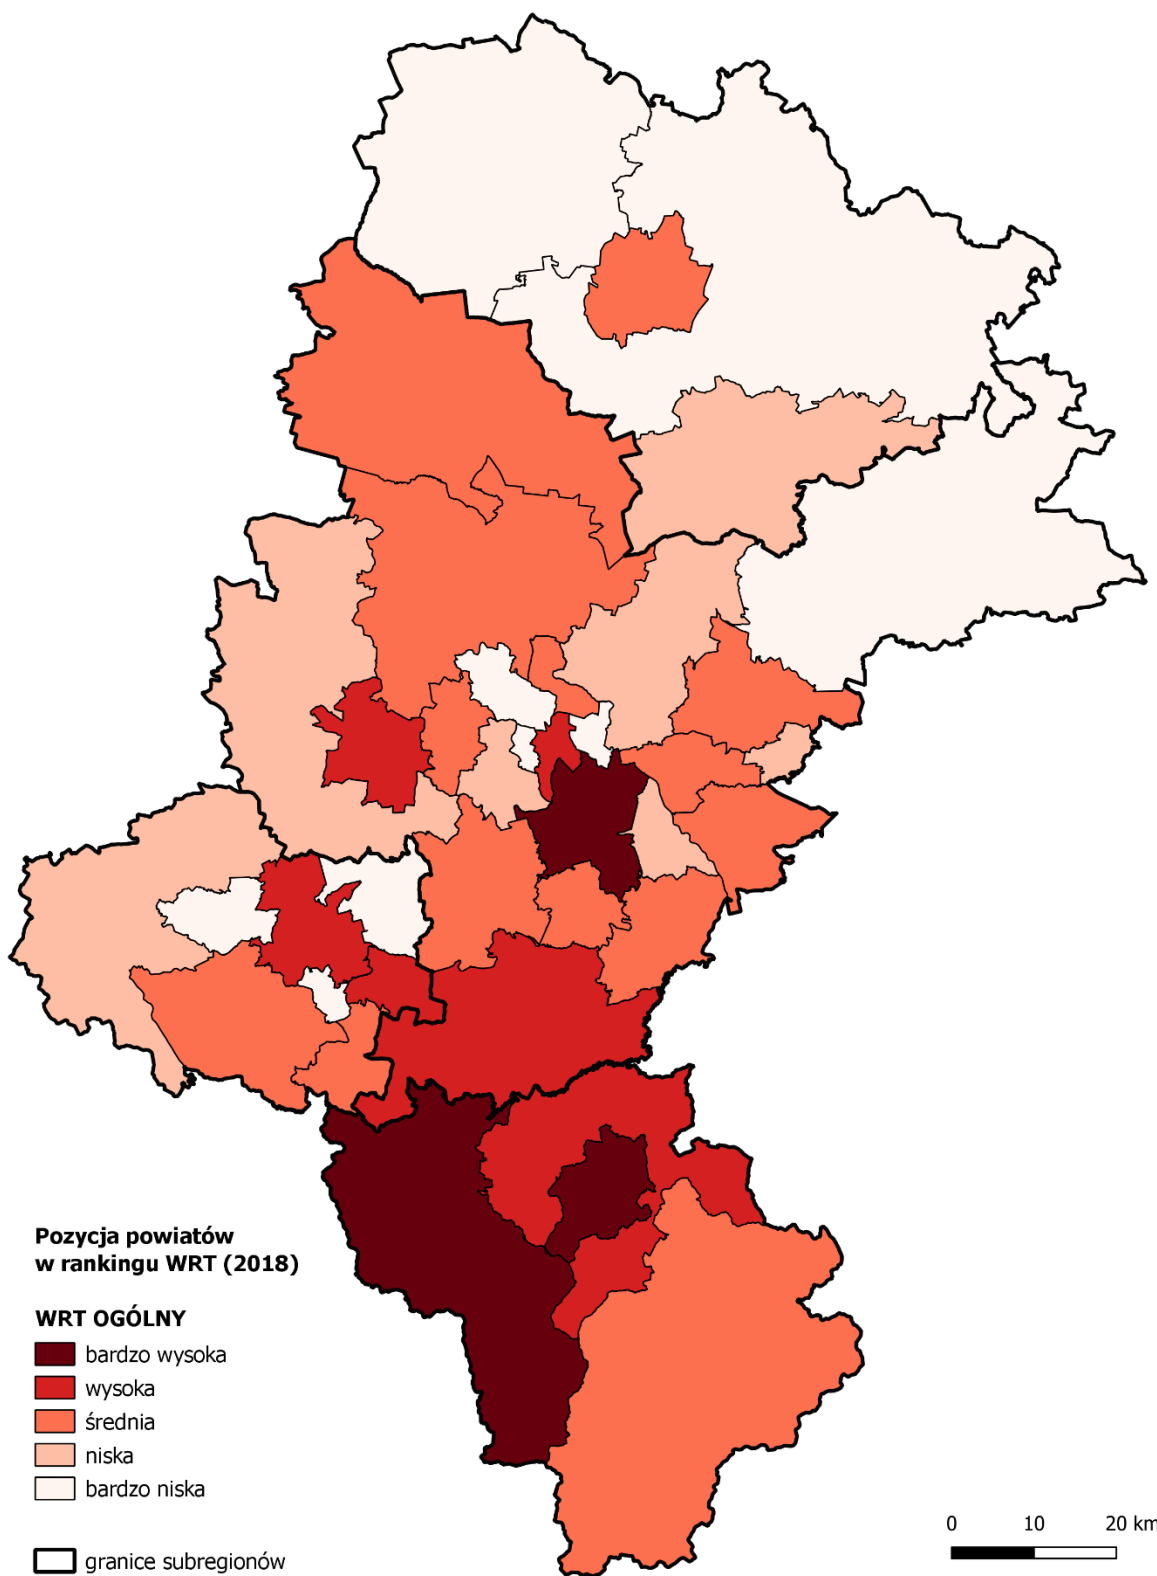 Pozycja powiatów
w rankingu WRT (2018)
WRT OGÓLNY
bardzo wysoka
wysoka
średnia
niska
bardzo niska
granice subregionów
0 10 20 km